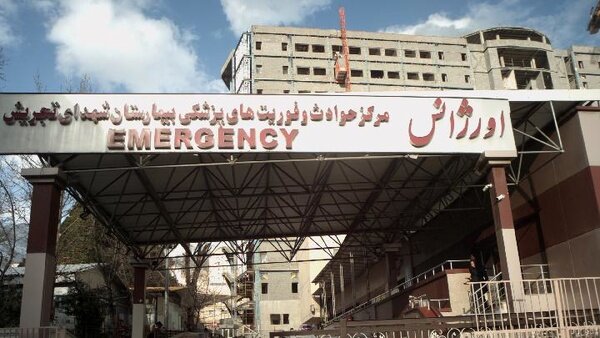 مرکز حوادث و فوریت های پزشکی بیمارستان شهدای تجریش
EMERGENCY
اورژانس